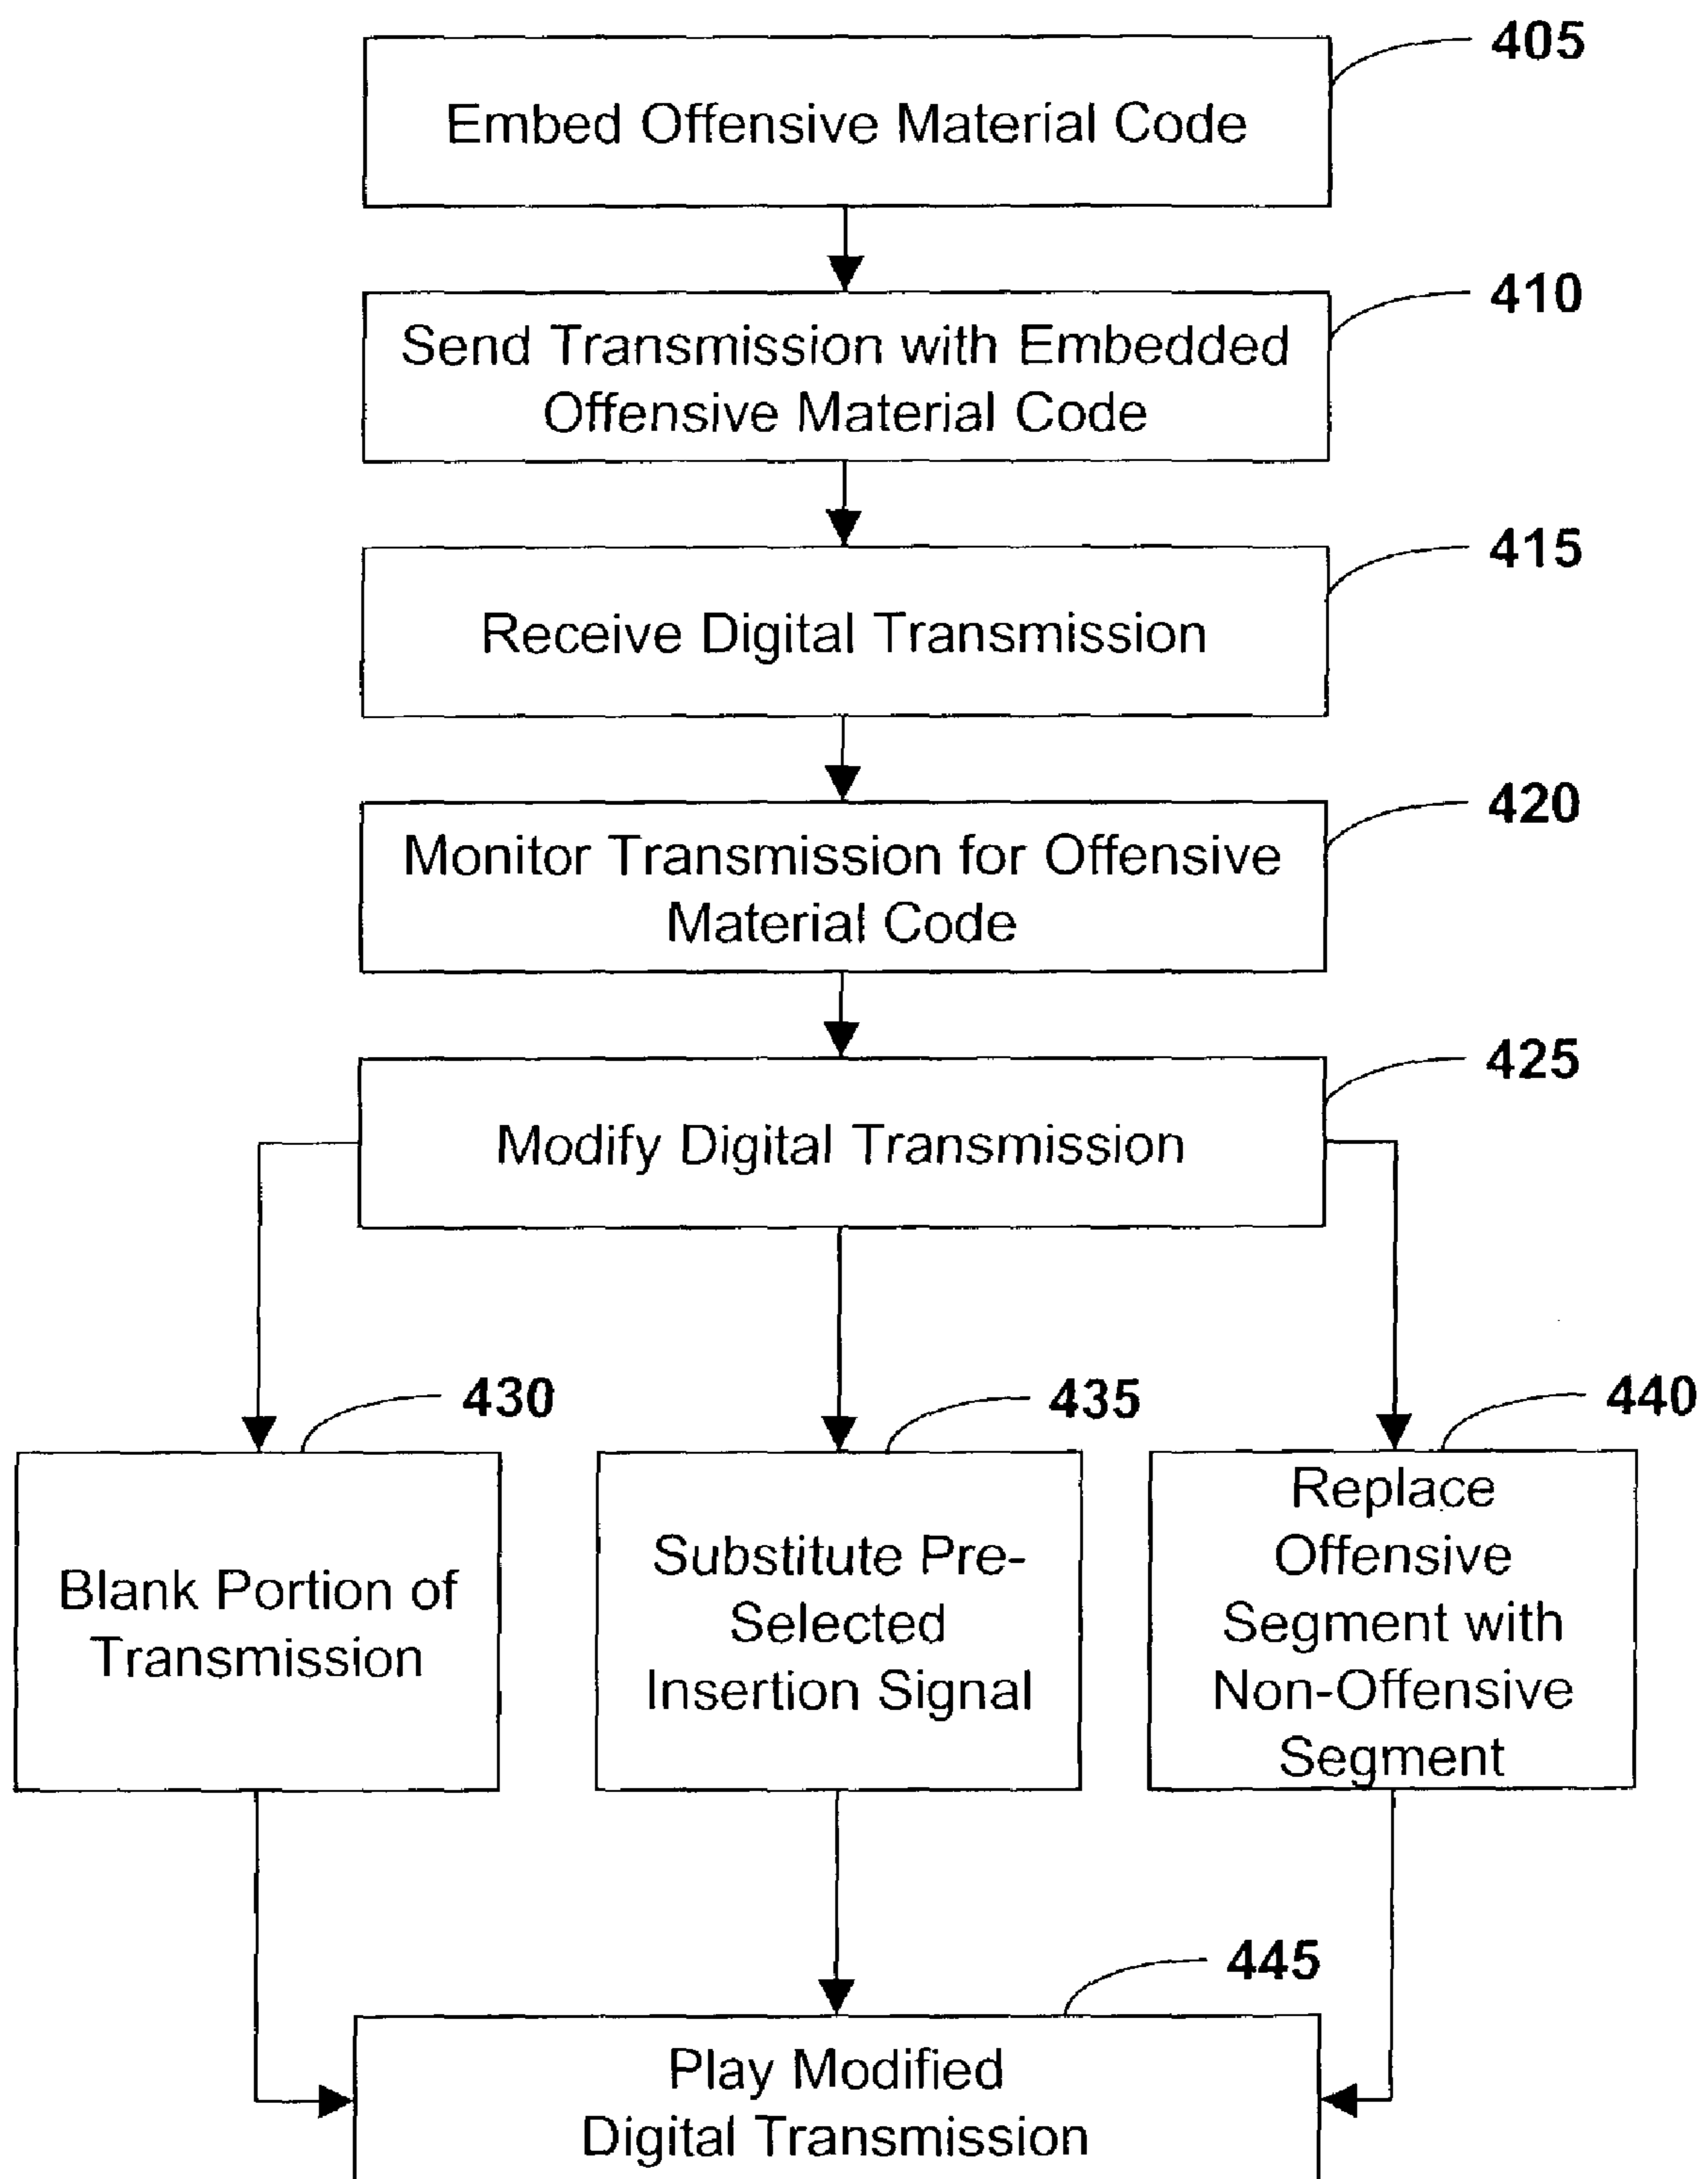 405
Embed Offensive Material Code
410
Send Transmission with Embedded
Offensive Material Code
415
Receive Digital Transmission
420
Monitor Transmission for Offensive
Material Code
425
Modify Digital Transmission
430
Blank Portion of
Transmission
435
Substitute Pre-
Selected
Insertion Signal
440
Replace
Offensive
Segment with
Non-Offensive
Segment
445
Play Modified
Digital Transmission